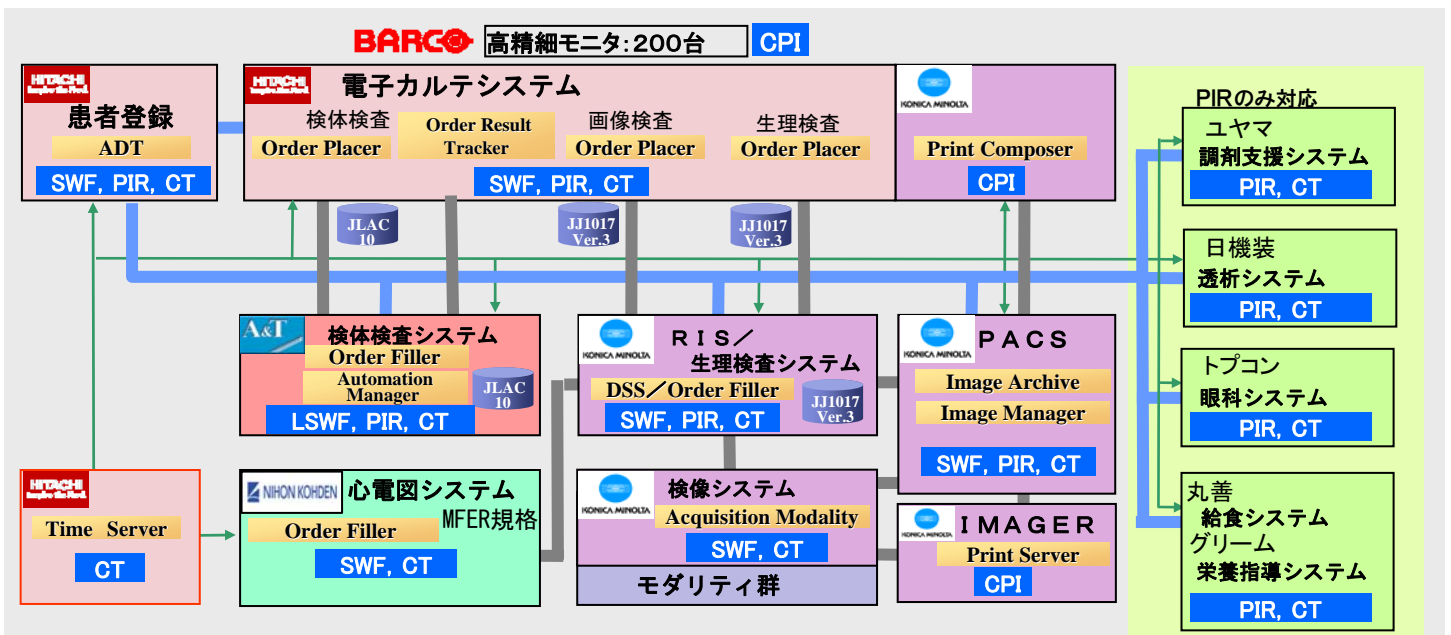 BARCO 高精細モニタ:200台 CPI
HITACHI
Inspire the Next
患者登録
ADT
SWF, PIR, CT
HITACHI
Inspire the Next
電子カルテシステム
検体検査
Order Placer
Order Result
Tracker
画像検査
Order Placer
生理検査
Order Placer
SWF, PIR, CT
KONICA MINOLTA
Print Composer
CPI
JLAC
10
JJ1017
Ver.3
JJ1017
Ver.3
A&T
検体検査システム
Order Filler
Automation
Manager
JLAC
10
LSWF, PIR, CT
KONICA MINOLTA
RIS/
生理検査システム
DSS/Order Filler
JJ1017
Ver.3
SWF, PIR, CT
KONICA MINOLTA
PACS
Image Archive
Image Manager
SWF, PIR, CT
HITACHI
Inspire the Next
Time Server
CT
NIHON KOHDEN
心電図システム
MFER規格
Order Filler
SWF, CT
KONICA MINOLTA
検像システム
Acquisition Modality
SWF, CT
モダリティ群
KONICA MINOLTA
IMAGER
Print Server
CPI
PIRのみ対応
ユヤマ
調剤支援システム
PIR, CT
日機装
透析システム
PIR, CT
トプコン
眼科システム
PIR, CT
丸善
給食システム
グリーム
栄養指導システム
PIR, CT